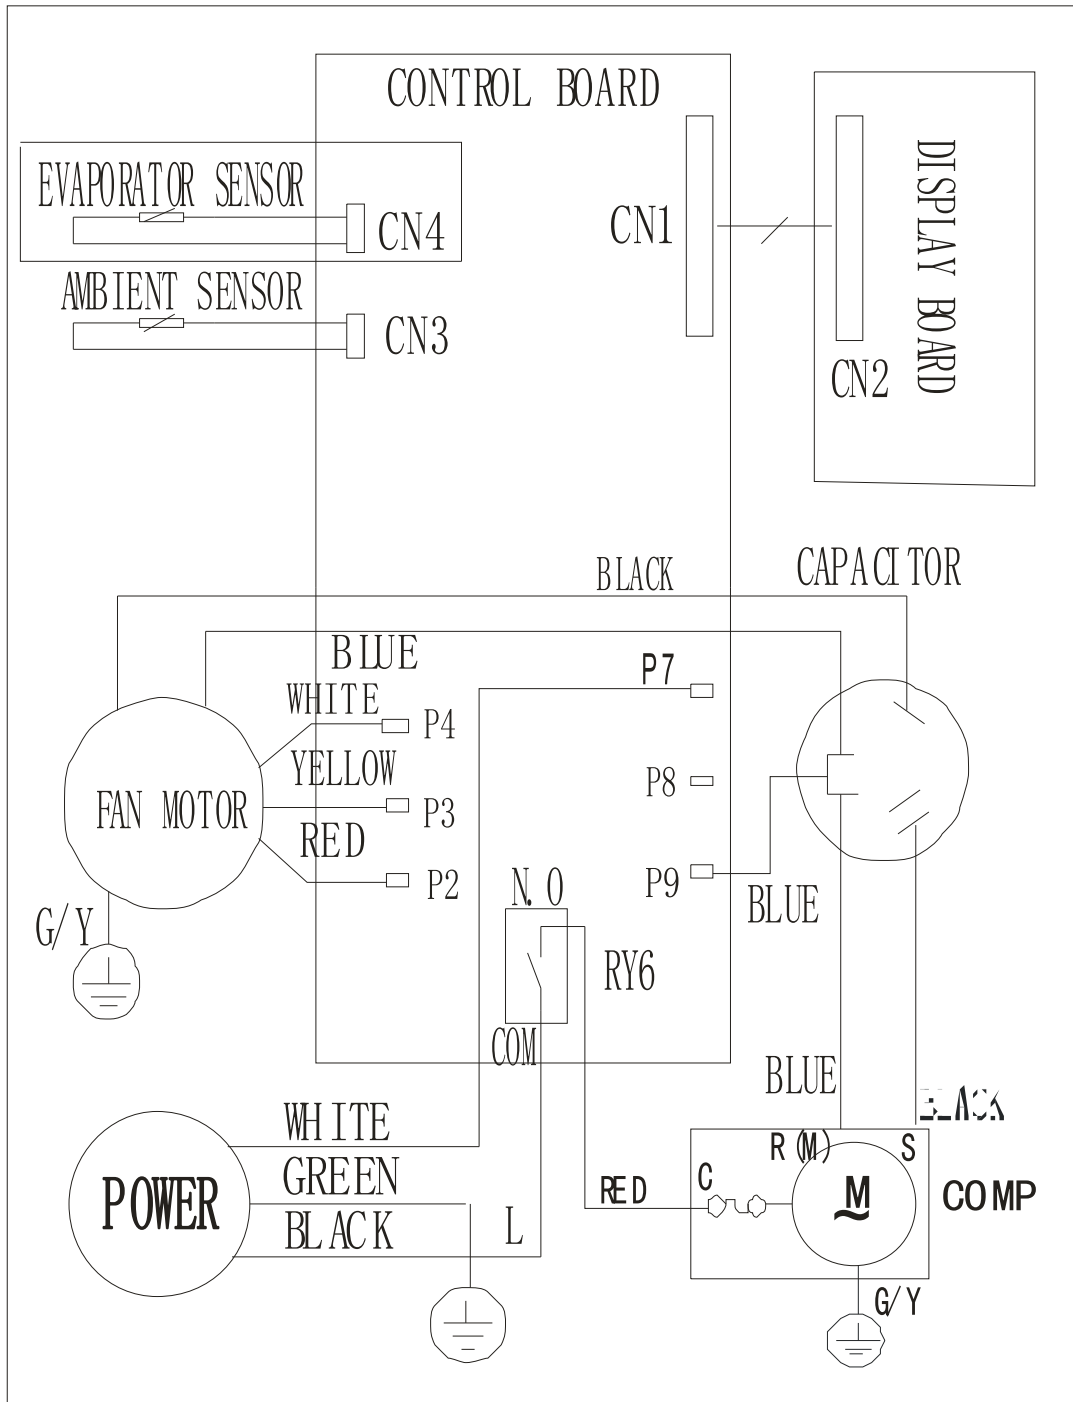 CONTROL BOARD
EVAPORATOR SENSOR
CN4
CN1
DISPLAY BOARD
AMBIENT SENSOR
CN3
CN2
BLACK
CAPACITOR
BLUE
P7
WHITE
P4
YELLOW
P8
FAN MOTOR
P3
RED
P2
N.O
P9
BLUE
G/Y
RY6
COM
BLUE
BLACK
WHITE
R(M)
S
GREEN
C
RED
M
COMP
POWER
BLACK
L
G/Y